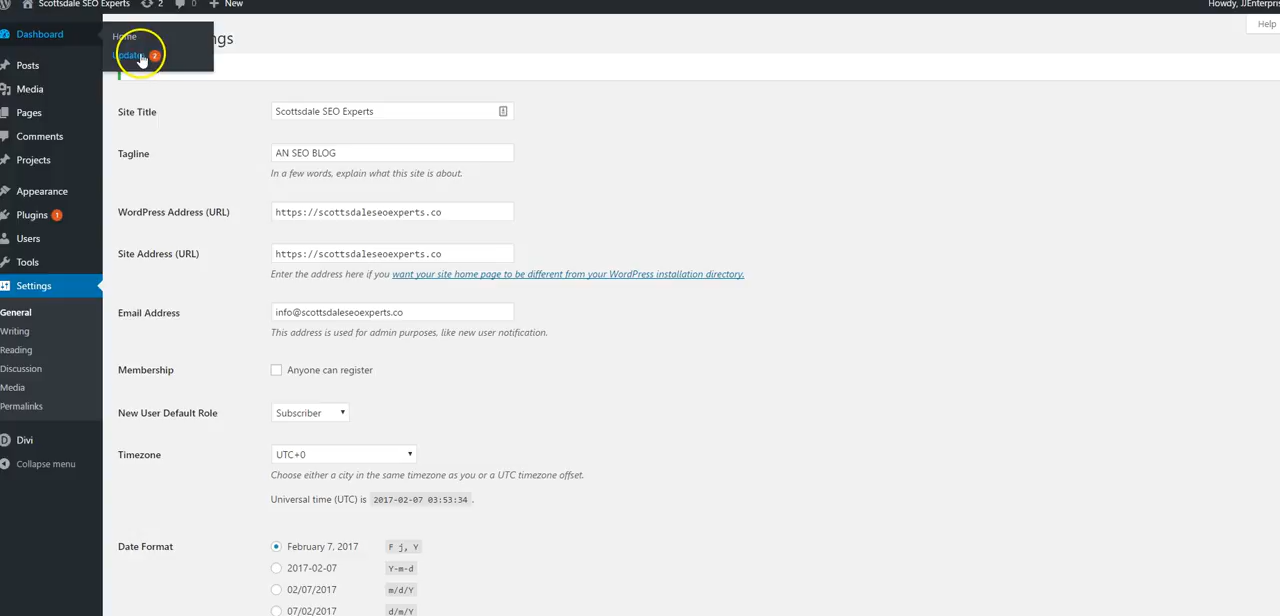 Scottsdale SEO Experts 2 0 New Howdy, JJEnterpris
Help
Dashboard
Home
Updates 2
ngs
Posts
Media
Pages
Comments
Projects
Appearance
Plugins 1
Users
Tools
Settings
General
Writing
Reading
Discussion
Media
Permalinks
Divi
Collapse menu
Site Title Scottsdale SEO Experts
Tagline AN SEO BLOG
In a few words, explain what this site is about.
WordPress Address (URL) https://scottsdaleseoexperts.co
Site Address (URL) https://scottsdaleseoexperts.co
Enter the address here if you want your site home page to be different from your WordPress installation directory.
Email Address info@scottsdaleseoexperts.co
This address is used for admin purposes, like new user notification.
Membership Anyone can register
New User Default Role Subscriber
Timezone UTC+0
Choose either a city in the same timezone as you or a UTC timezone offset.
Universal time (UTC) is 2017-02-07 03:53:34 .
Date Format February 7, 2017 F j, Y
2017-02-07 Y-m-d
02/07/2017 m/d/Y
07/02/2017 d/m/Y